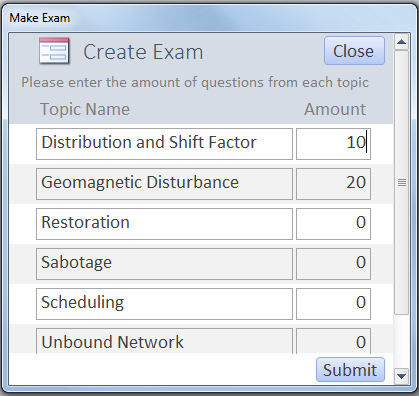 Make Exam
Create Exam Close
Please enter the amount of questions from each topic
Topic Name Amount
Distribution and Shift Factor 10
Geomagnetic Disturbance 20
Restoration 0
Sabotage 0
Scheduling 0
Unbound Network 0
Submit